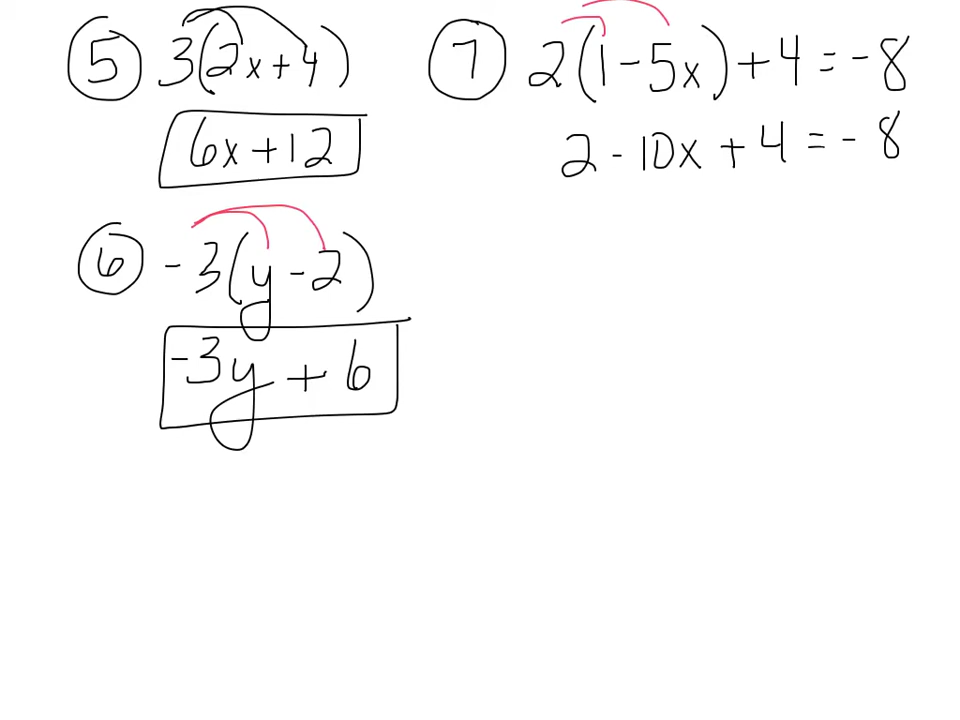 ⑤ 3(2x+4)
6x+12
⑥ -3(y-2)
-3y + 6
⑦ 2(1-5x)+4=-8
2-10x+4=-8